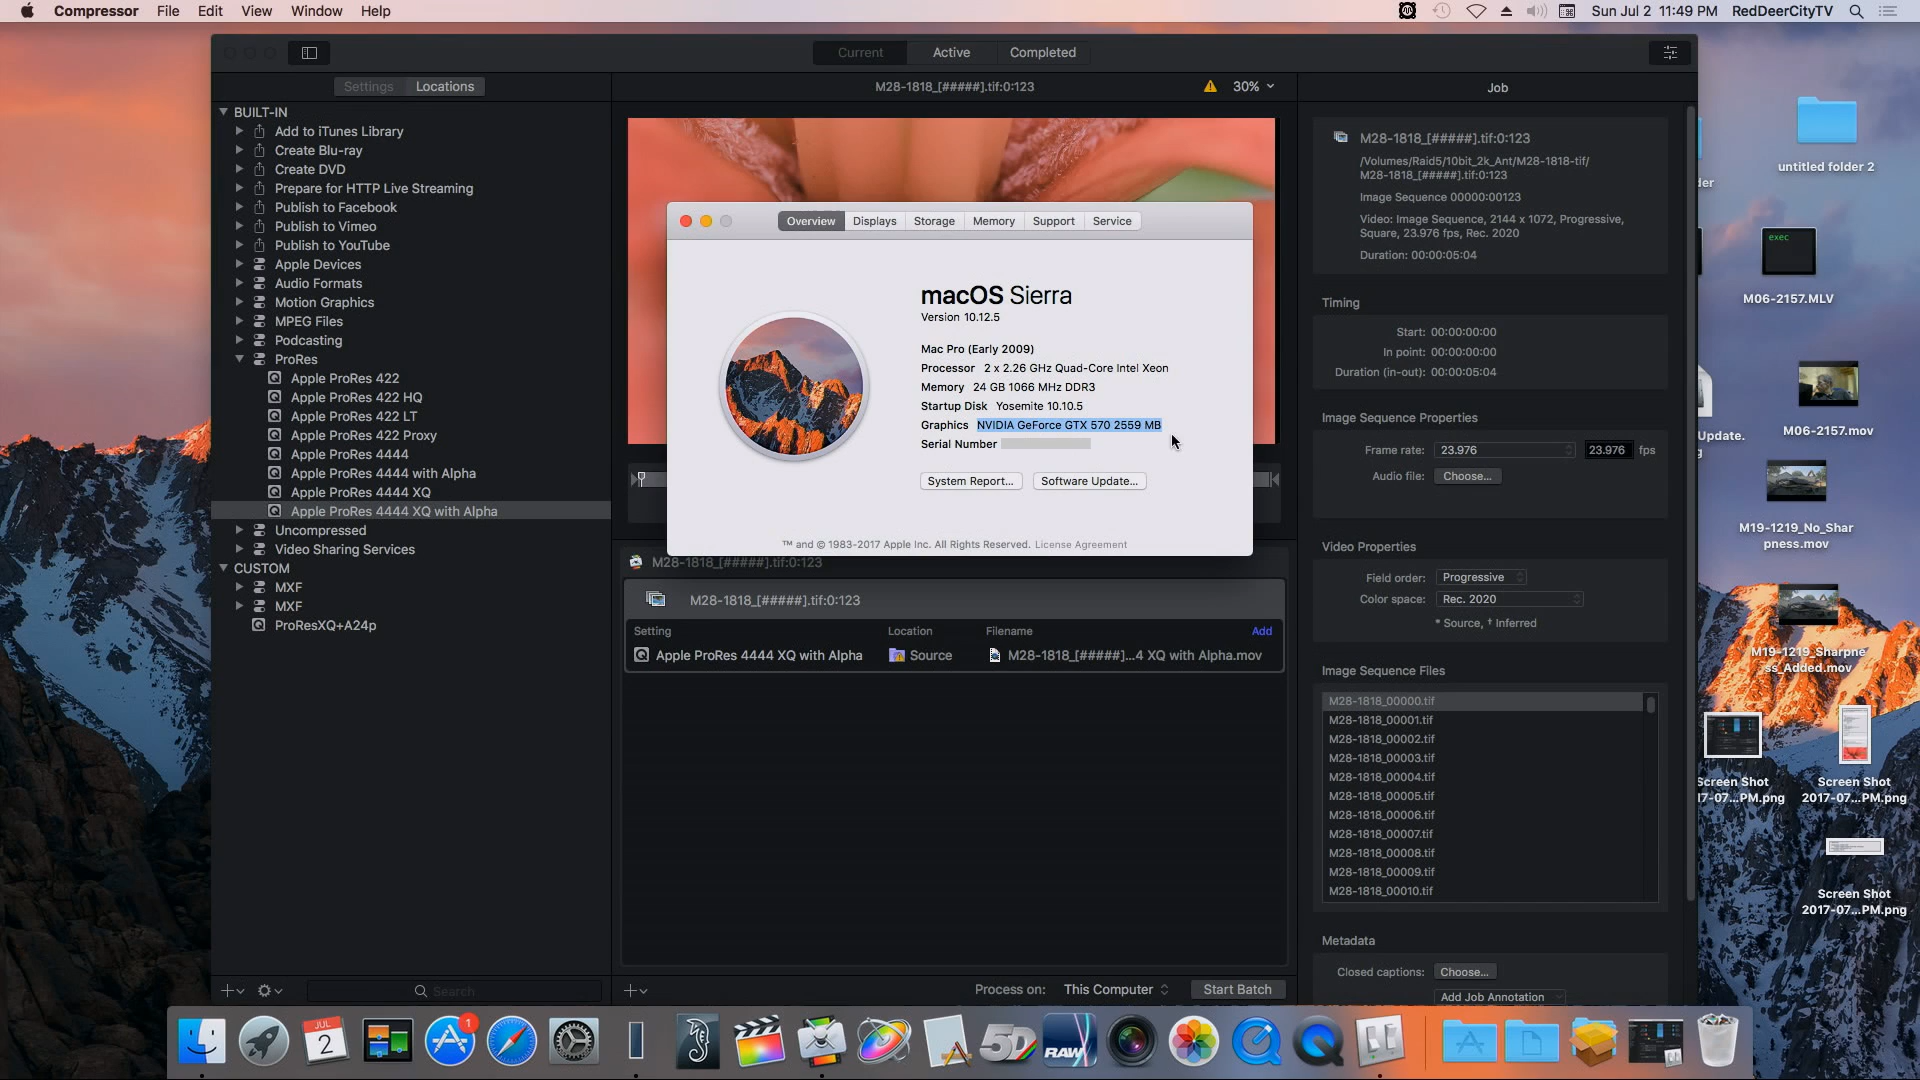 Compressor File Edit View Window Help
Sun Jul 2 11:49 PM RedDeerCityTV
Current Active Completed
Settings Locations
BUILT-IN
Add to iTunes Library
Create Blu-ray
Create DVD
Prepare for HTTP Live Streaming
Publish to Facebook
Publish to Vimeo
Publish to YouTube
Apple Devices
Audio Formats
Motion Graphics
MPEG Files
Podcasting
ProRes
Apple ProRes 422
Apple ProRes 422 HQ
Apple ProRes 422 LT
Apple ProRes 422 Proxy
Apple ProRes 4444
Apple ProRes 4444 with Alpha
Apple ProRes 4444 XQ
Apple ProRes 4444 XQ with Alpha
Uncompressed
Video Sharing Services
CUSTOM
MXF
MXF
ProResXQ+A24p
Search
M28-1818_[#####].tif:0:123
30%
Overview Displays Storage Memory Support Service
macOS Sierra
Version 10.12.5
Mac Pro (Early 2009)
Processor 2 x 2.26 GHz Quad-Core Intel Xeon
Memory 24 GB 1066 MHz DDR3
Startup Disk Yosemite 10.10.5
Graphics NVIDIA GeForce GTX 570 2559 MB
Serial Number
System Report... Software Update...
™ and © 1983-2017 Apple Inc. All Rights Reserved. License Agreement
M28-1818_[#####].tif:0:123
M28-1818_[#####].tif:0:123
Setting Location Filename Add
Apple ProRes 4444 XQ with Alpha Source M28-1818_[#####]...4 XQ with Alpha.mov
Process on: This Computer Start Batch
Job
M28-1818_[#####].tif:0:123
/Volumes/Raid5/10bit_2k_Ant/M28-1818-tif/
M28-1818_[#####].tif:0:123
Image Sequence 00000:00123
Video: Image Sequence, 2144 x 1072, Progressive,
Square, 23.976 fps, Rec. 2020
Duration: 00:00:05:04
Timing
Start: 00:00:00:00
In point: 00:00:00:00
Duration (in-out): 00:00:05:04
Image Sequence Properties
Frame rate: 23.976 23.976 fps
Audio file: Choose...
Video Properties
Field order: Progressive
Color space: Rec. 2020
* Source, † Inferred
Image Sequence Files
M28-1818_00000.tif
M28-1818_00001.tif
M28-1818_00002.tif
M28-1818_00003.tif
M28-1818_00004.tif
M28-1818_00005.tif
M28-1818_00006.tif
M28-1818_00007.tif
M28-1818_00008.tif
M28-1818_00009.tif
M28-1818_00010.tif
Metadata
Closed captions: Choose...
Add Job Annotation
der
untitled folder 2
exec
M06-2157.MLV
Update.
g
M06-2157.mov
M19-1219_No_Shar
pness.mov
M19-1219_Sharpne
ss_Added.mov
Screen Shot
17-07...PM.png
Screen Shot
2017-07...PM.png
Screen Shot
2017-07...PM.png
JUL
2
1
5D
RAW